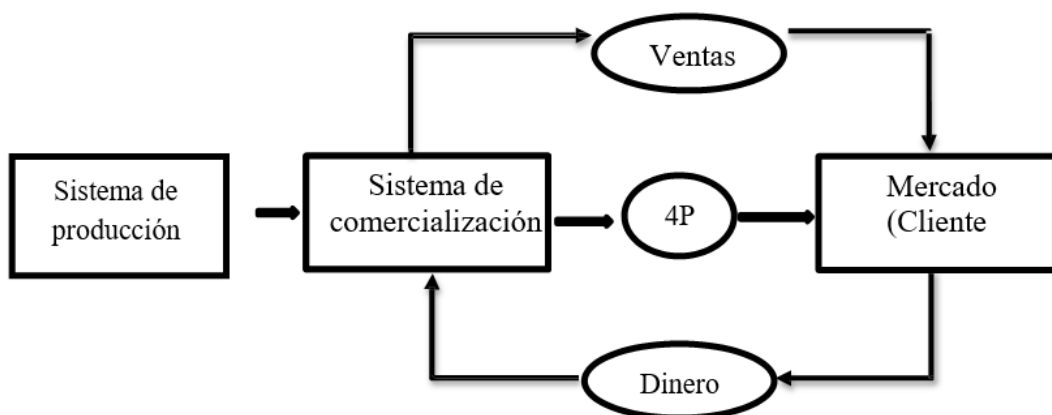 Ventas
Sistema de
producción
Sistema de
comercialización
4P
Mercado
(Cliente
Dinero